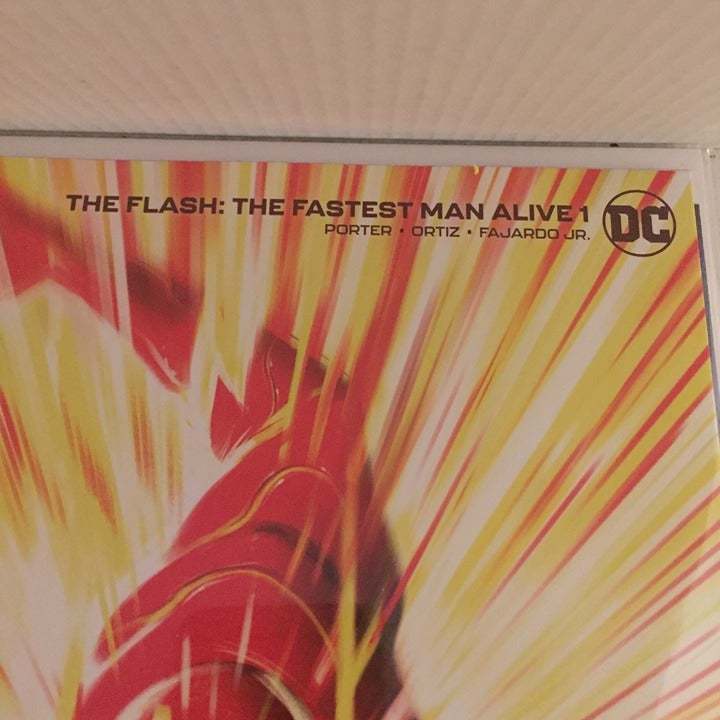 THE FLASH: THE FASTEST MAN ALIVE 1
PORTER • ORTIZ • FAJARDO JR.
DC